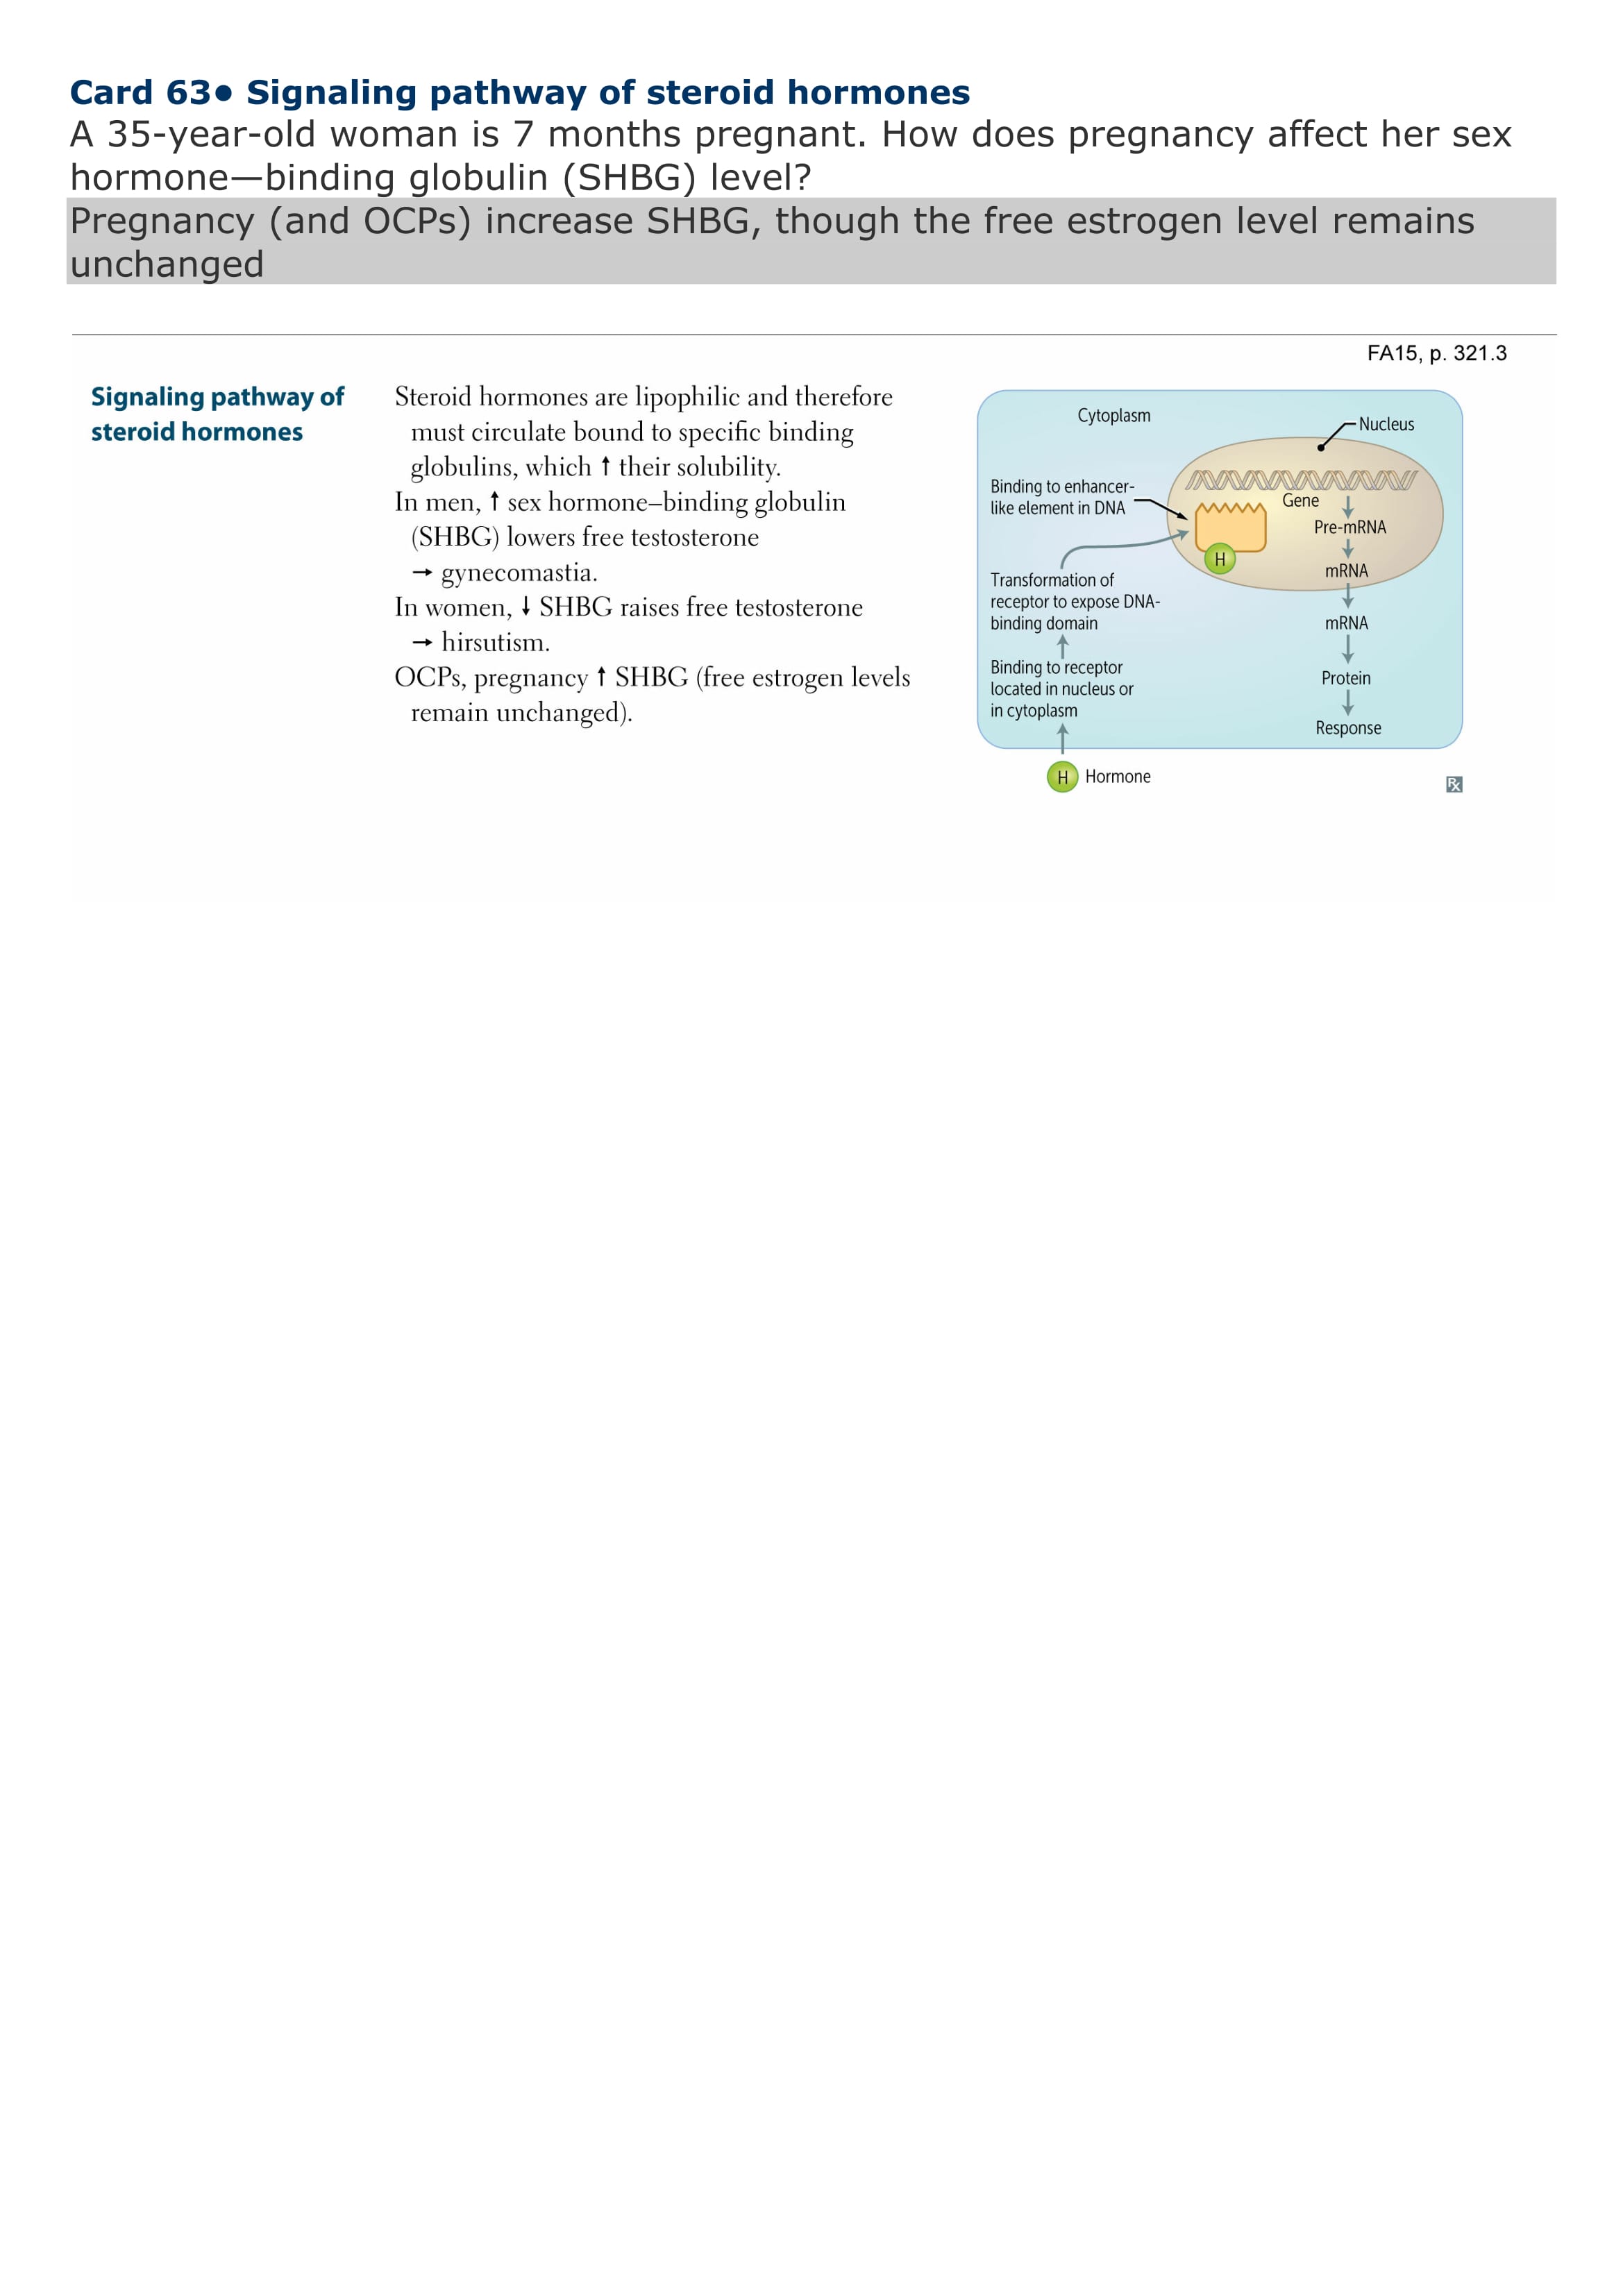 Card 63● Signaling pathway of steroid hormones
A 35-year-old woman is 7 months pregnant. How does pregnancy affect her sex
hormone—binding globulin (SHBG) level?
Pregnancy (and OCPs) increase SHBG, though the free estrogen level remains
unchanged
FA15, p. 321.3
Signaling pathway of
steroid hormones
Steroid hormones are lipophilic and therefore
must circulate bound to specific binding
globulins, which ↑ their solubility.
In men, ↑ sex hormone–binding globulin
(SHBG) lowers free testosterone
→ gynecomastia.
In women, ↓ SHBG raises free testosterone
→ hirsutism.
OCPs, pregnancy ↑ SHBG (free estrogen levels
remain unchanged).
Cytoplasm
Nucleus
Binding to enhancer-
like element in DNA
Gene
Pre-mRNA
H
mRNA
Transformation of
receptor to expose DNA-
binding domain
mRNA
Binding to receptor
located in nucleus or
in cytoplasm
Protein
Response
H Hormone
Rx